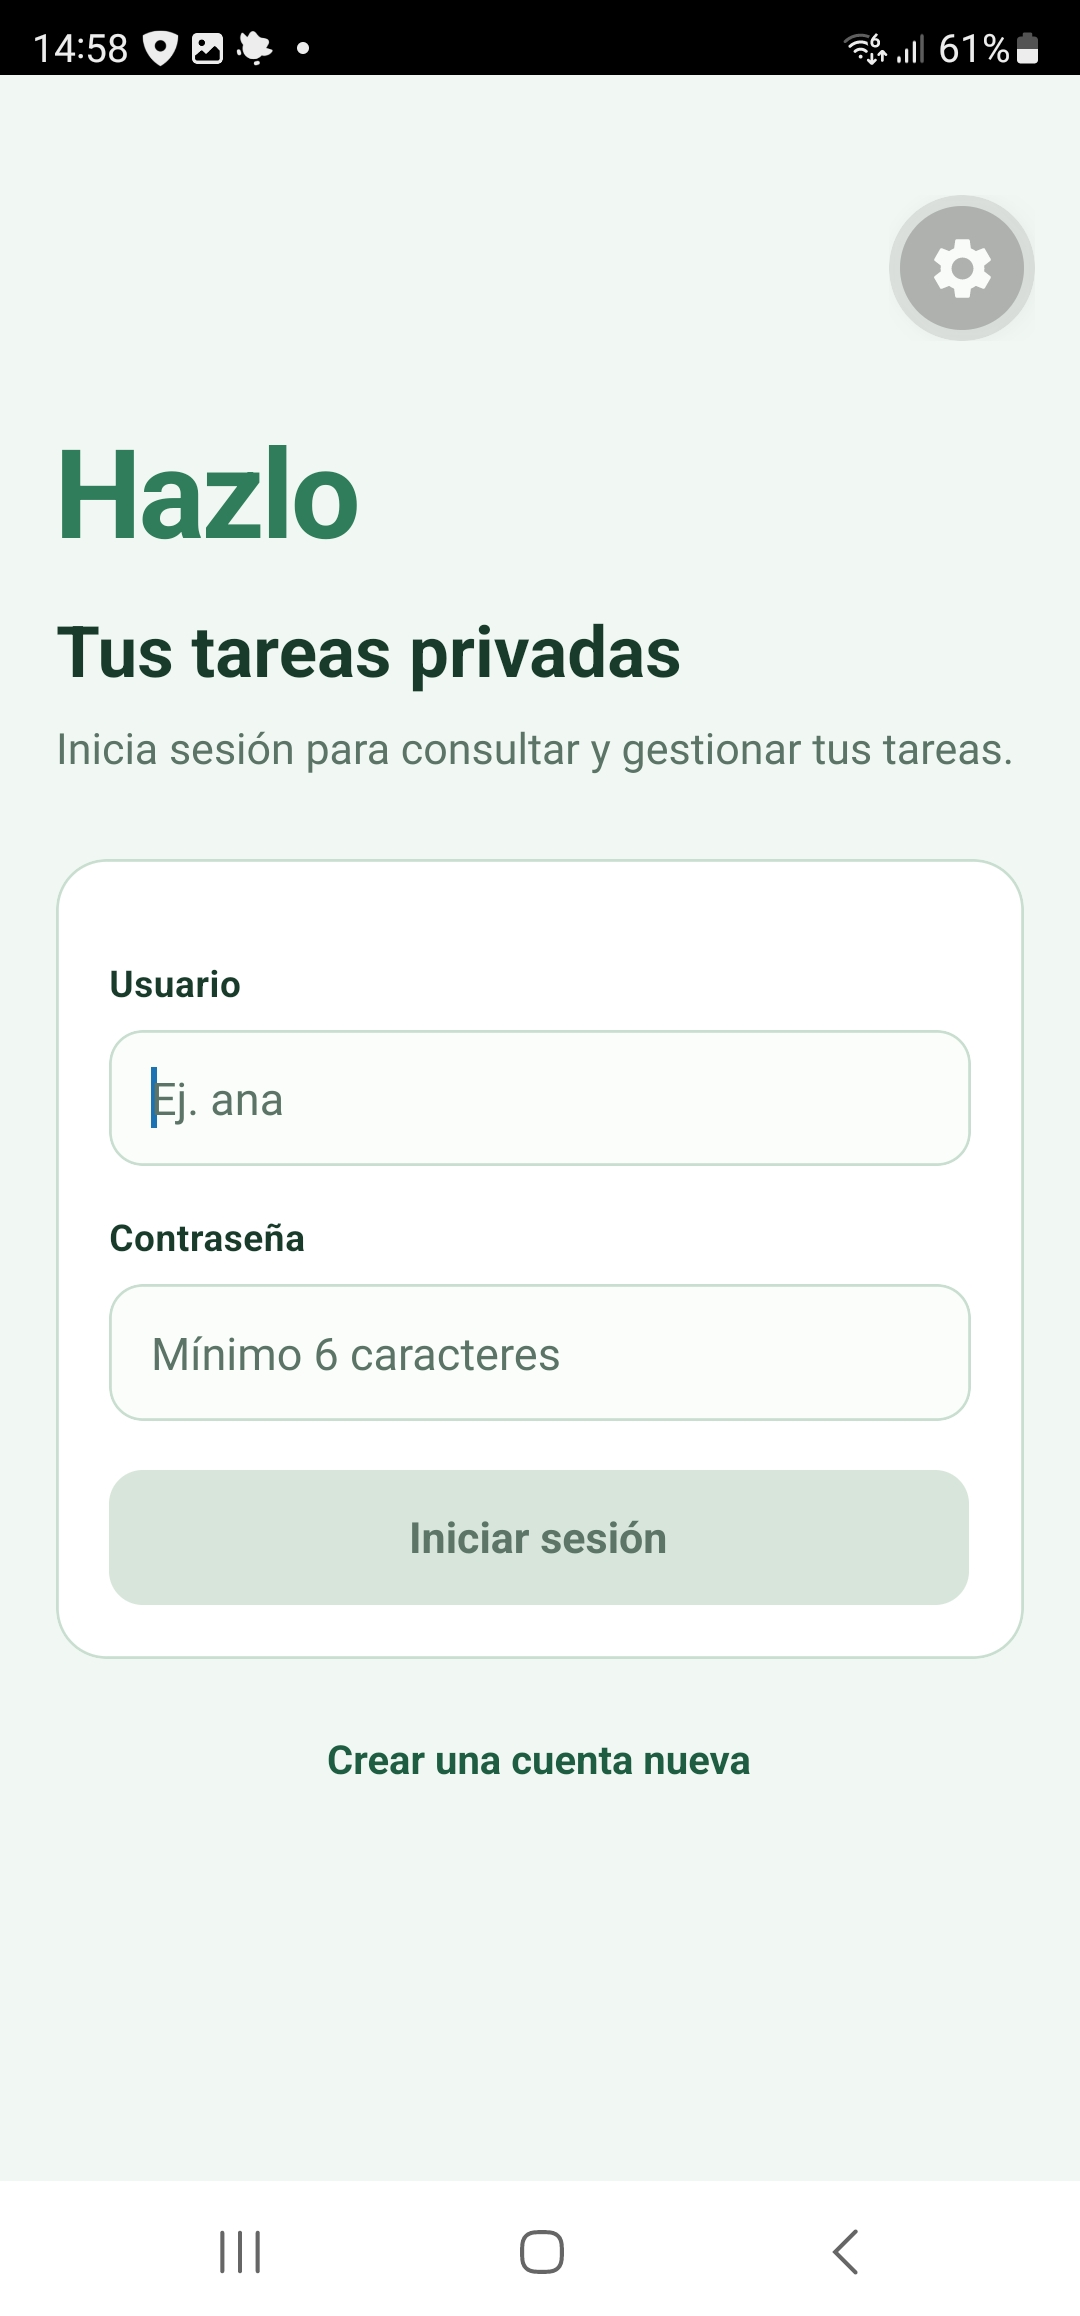 14:58
61%
Hazlo
Tus tareas privadas
Inicia sesión para consultar y gestionar tus tareas.
Usuario
Ej. ana
Contraseña
Mínimo 6 caracteres
Iniciar sesión
Crear una cuenta nueva